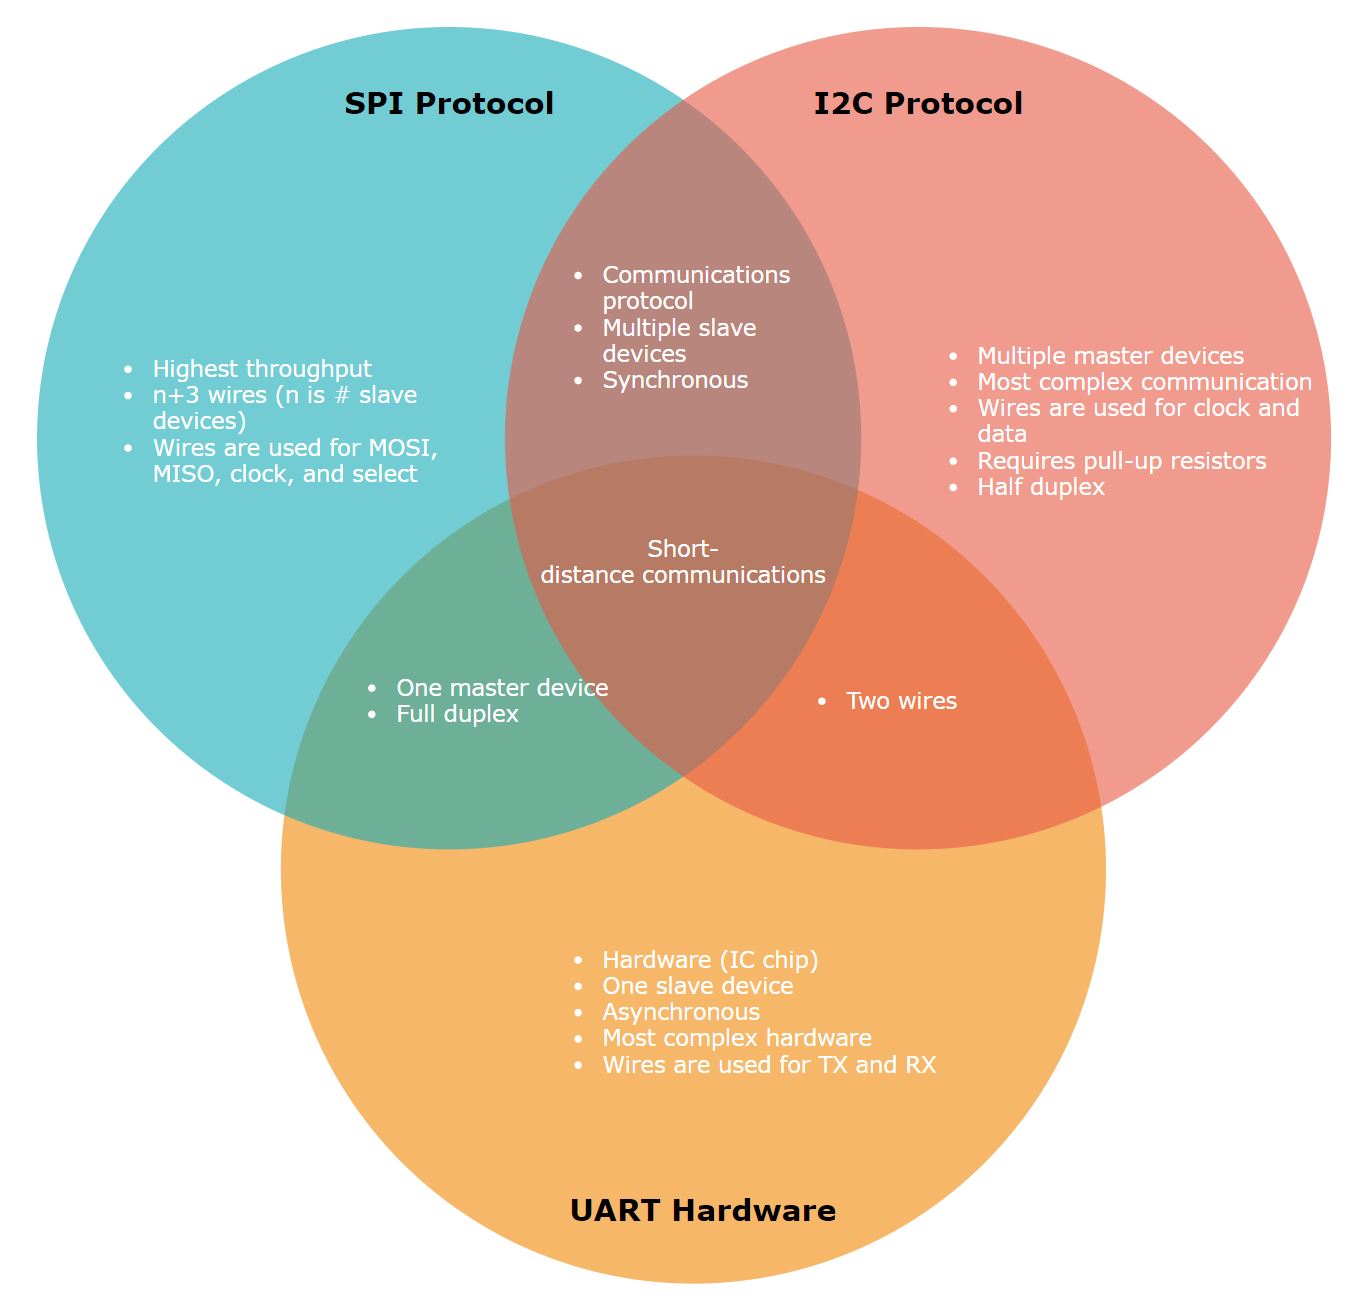 SPI Protocol
I2C Protocol
• Communications
protocol
• Multiple slave
devices
• Synchronous
• Highest throughput
• n+3 wires (n is # slave
devices)
• Wires are used for MOSI,
MISO, clock, and select
• Multiple master devices
• Most complex communication
• Wires are used for clock and
data
• Requires pull-up resistors
• Half duplex
Short-
distance communications
• One master device
• Full duplex
• Two wires
• Hardware (IC chip)
• One slave device
• Asynchronous
• Most complex hardware
• Wires are used for TX and RX
UART Hardware